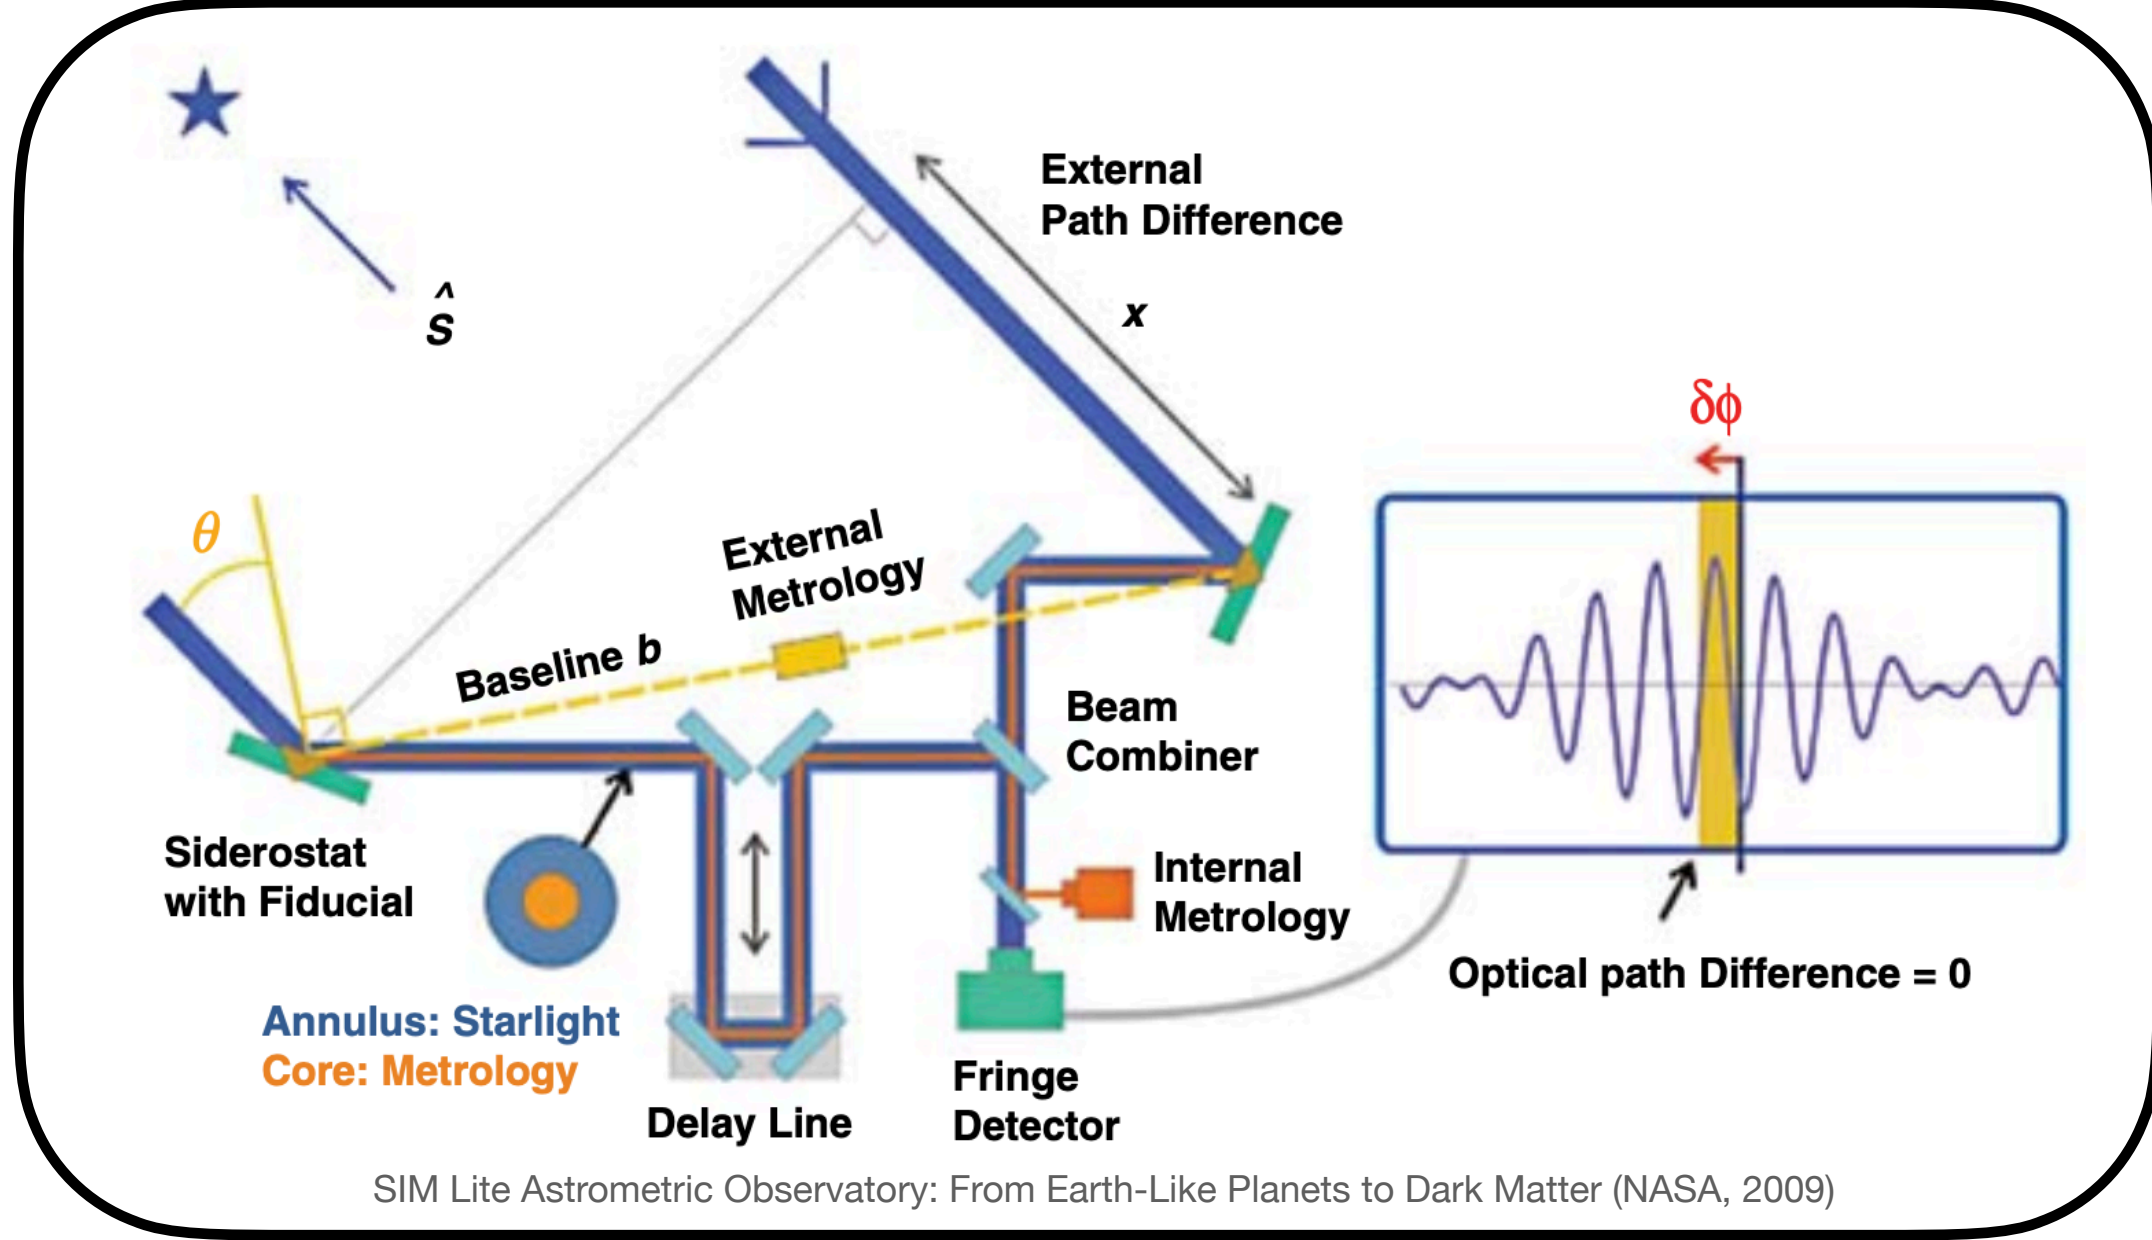 External
Path Difference
x
^
S
δϕ
θ
External
Metrology
Baseline b
Beam
Combiner
Siderostat
with Fiducial
Internal
Metrology
Optical path Difference = 0
Annulus: Starlight
Core: Metrology
Fringe
Detector
Delay Line
SIM Lite Astrometric Observatory: From Earth-Like Planets to Dark Matter (NASA, 2009)